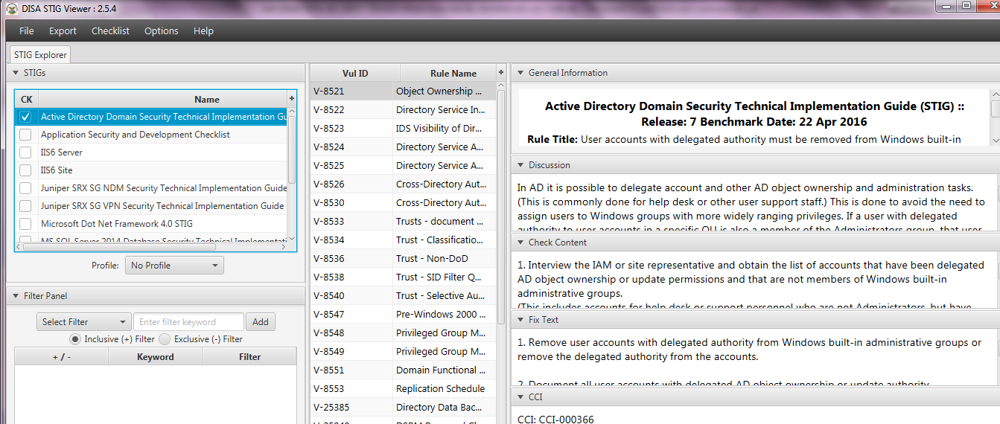 DISA STIG Viewer : 2.5.4
File Export Checklist Options Help
STIG Explorer
STIGs
CK Name +
Active Directory Domain Security Technical Implementation Gu
Application Security and Development Checklist
IIS6 Server
IIS6 Site
Juniper SRX SG NDM Security Technical Implementation Guide
Juniper SRX SG VPN Security Technical Implementation Guide
Microsoft Dot Net Framework 4.0 STIG
MS SQL Server 2014 Database Security Technical Implementati
Profile: No Profile
Filter Panel
Select Filter Enter filter keyword Add
Inclusive (+) Filter Exclusive (-) Filter
+ / - Keyword Filter
Vul ID Rule Name +
V-8521 Object Ownership ...
V-8522 Directory Service In...
V-8523 IDS Visibility of Dir...
V-8524 Directory Service A...
V-8525 Directory Service A...
V-8526 Cross-Directory Aut...
V-8530 Cross-Directory Aut...
V-8533 Trusts - document ...
V-8534 Trust - Classificatio...
V-8536 Trust - Non-DoD
V-8538 Trust - SID Filter Q...
V-8540 Trust - Selective Au...
V-8547 Pre-Windows 2000 ...
V-8548 Privileged Group M...
V-8549 Privileged Group M...
V-8551 Domain Functional ...
V-8553 Replication Schedule
V-25385 Directory Data Bac...
General Information
Active Directory Domain Security Technical Implementation Guide (STIG) ::
Release: 7 Benchmark Date: 22 Apr 2016
Rule Title: User accounts with delegated authority must be removed from Windows built-in
Discussion
In AD it is possible to delegate account and other AD object ownership and administration tasks.
(This is commonly done for help desk or other user support staff.) This is done to avoid the need to
assign users to Windows groups with more widely ranging privileges. If a user with delegated
authority to user accounts in a specific OU is also a member of the Administrators group, that user
Check Content
1. Interview the IAM or site representative and obtain the list of accounts that have been delegated
AD object ownership or update permissions and that are not members of Windows built-in
administrative groups.
(This includes accounts for help desk or support personnel who are not Administrators, but have
Fix Text
1. Remove user accounts with delegated authority from Windows built-in administrative groups or
remove the delegated authority from the accounts.
2. Document all user accounts with delegated AD object ownership or update authority.
CCI
CCI: CCI-000366